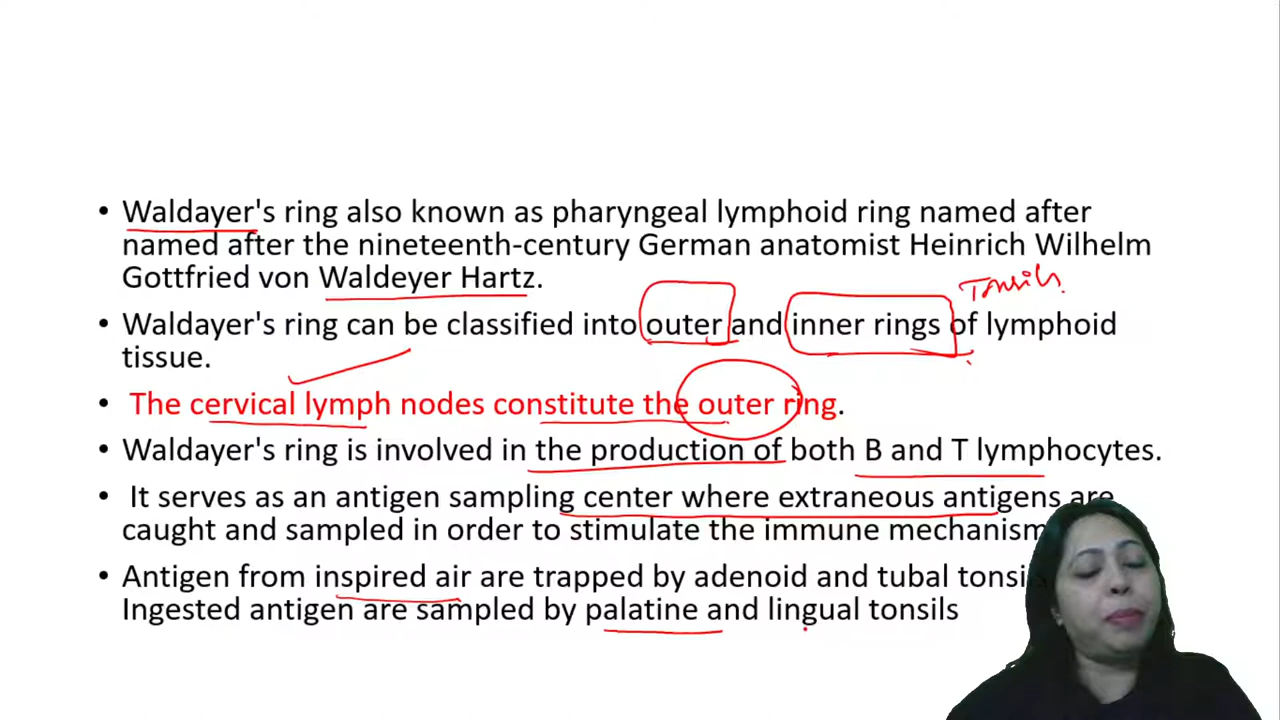 • Waldayer's ring also known as pharyngeal lymphoid ring named after
named after the nineteenth-century German anatomist Heinrich Wilhelm
Gottfried von Waldeyer Hartz.
Tonsils
• Waldayer's ring can be classified into outer and inner rings of lymphoid
tissue.
• The cervical lymph nodes constitute the outer ring.
• Waldayer's ring is involved in the production of both B and T lymphocytes.
• It serves as an antigen sampling center where extraneous antigens are
caught and sampled in order to stimulate the immune mechanism
• Antigen from inspired air are trapped by adenoid and tubal
Ingested antigen are sampled by palatine and lingual tonsils